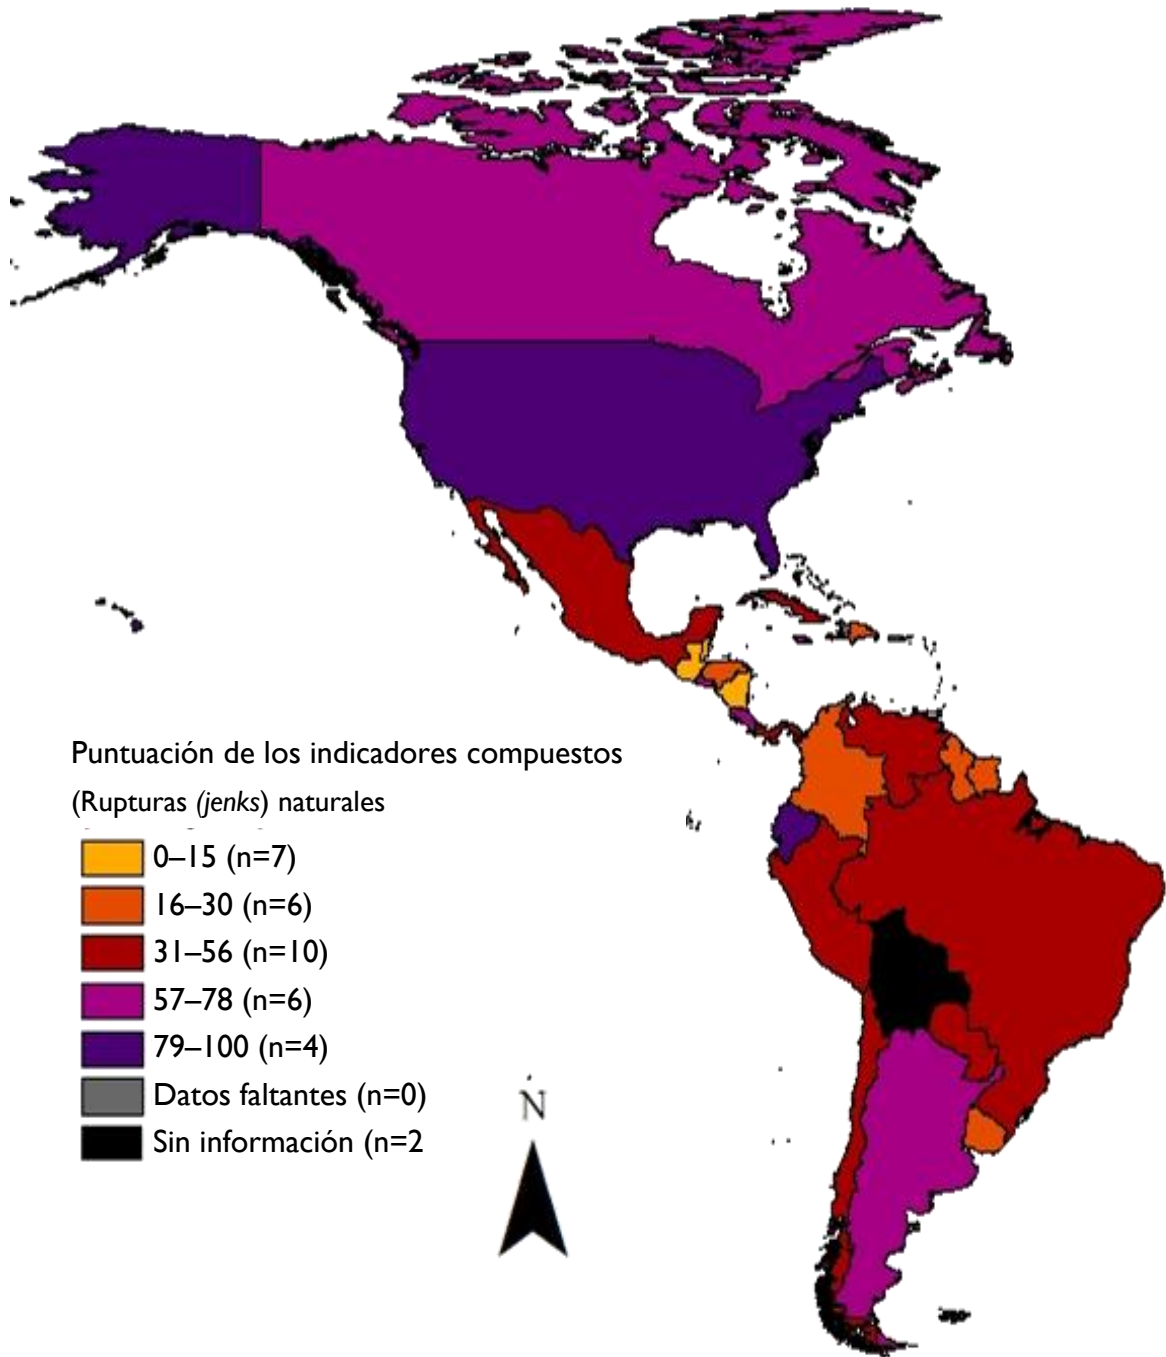 Puntuación de los indicadores compuestos
(Rupturas (jenks) naturales
0–15 (n=7)
16–30 (n=6)
31–56 (n=10)
57–78 (n=6)
79–100 (n=4)
Datos faltantes (n=0)
Sin información (n=2
N